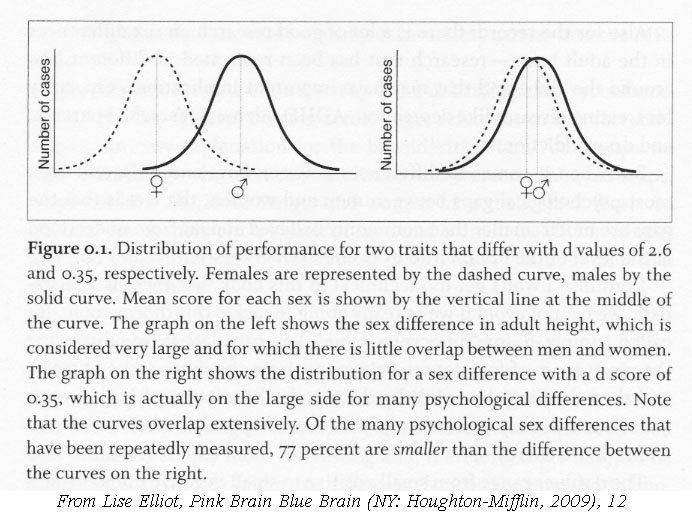 Number of cases
Number of cases
♀
♂
♀♂
Figure 0.1. Distribution of performance for two traits that differ with d values of 2.6
and 0.35, respectively. Females are represented by the dashed curve, males by the
solid curve. Mean score for each sex is shown by the vertical line at the middle of
the curve. The graph on the left shows the sex difference in adult height, which is
considered very large and for which there is little overlap between men and women.
The graph on the right shows the distribution for a sex difference with a d score of
0.35, which is actually on the large side for many psychological differences. Note
that the curves overlap extensively. Of the many psychological sex differences that
have been repeatedly measured, 77 percent are smaller than the difference between
the curves on the right.
From Lise Elliot, Pink Brain Blue Brain (NY: Houghton-Mifflin, 2009), 12